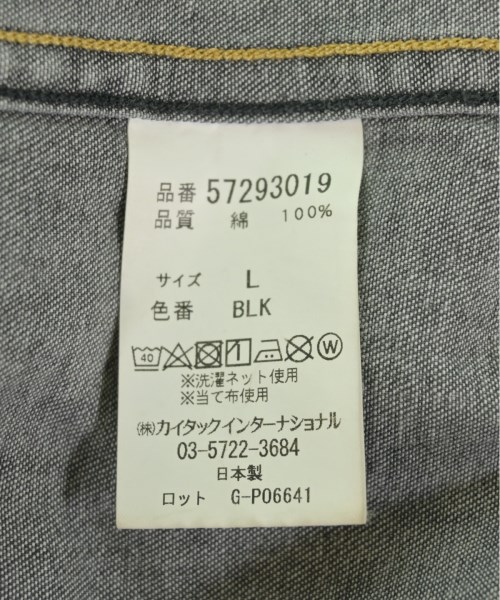 品番 57293019
品質 綿 100%
サイズ L
色番 BLK
40 W
※洗濯ネット使用
※当て布使用
㈱カイタックインターナショナル
03-5722-3684
日本製
ロット G-P06641